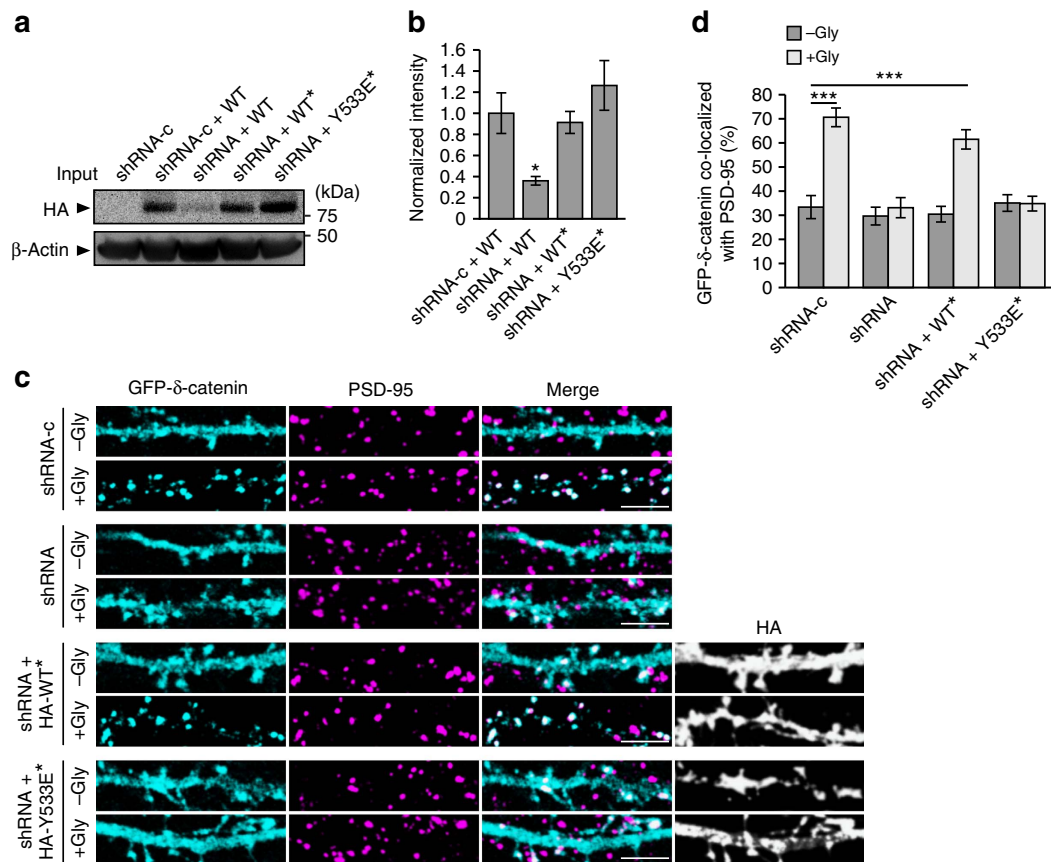 a
Input
shRNA-c
shRNA-c + WT
shRNA + WT
shRNA + WT*
shRNA + Y533E*
(kDa)
HA
75
50
β-Actin
b
Normalized intensity
1.6
1.4
1.2
1.0
0.8
0.6
0.4
0.2
0
*
shRNA-c + WT
shRNA + WT
shRNA + WT*
shRNA + Y533E*
d
–Gly
+Gly
GFP-δ-catenin co-localized
with PSD-95 (%)
80
70
60
50
40
30
20
10
0
***
***
shRNA-c
shRNA
shRNA + WT*
shRNA + Y533E*
c
GFP-δ-catenin PSD-95 Merge
shRNA-c
–Gly
+Gly
shRNA
–Gly
+Gly
HA
shRNA +
HA-WT*
–Gly
+Gly
shRNA +
HA-Y533E*
–Gly
+Gly